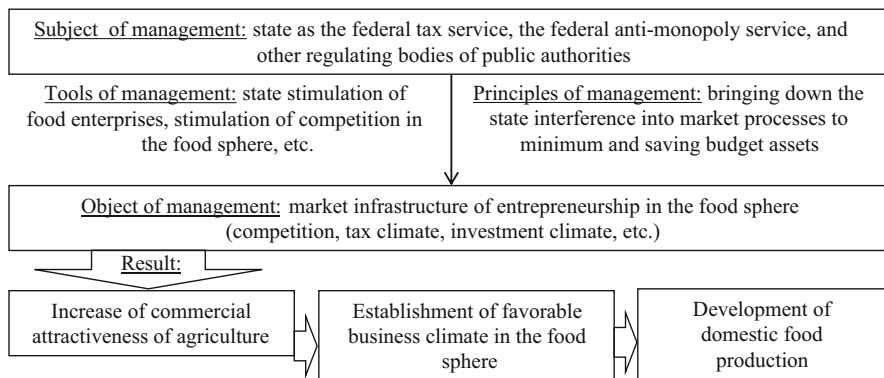 Subject of management: state as the federal tax service, the federal anti-monopoly service, and
other regulating bodies of public authorities
Tools of management: state stimulation of
food enterprises, stimulation of competition in
the food sphere, etc.
Principles of management: bringing down the
state interference into market processes to
minimum and saving budget assets
Object of management: market infrastructure of entrepreneurship in the food sphere
(competition, tax climate, investment climate, etc.)
Result:
Increase of commercial
attractiveness of agriculture
Establishment of favorable
business climate in the food
sphere
Development of
domestic food
production